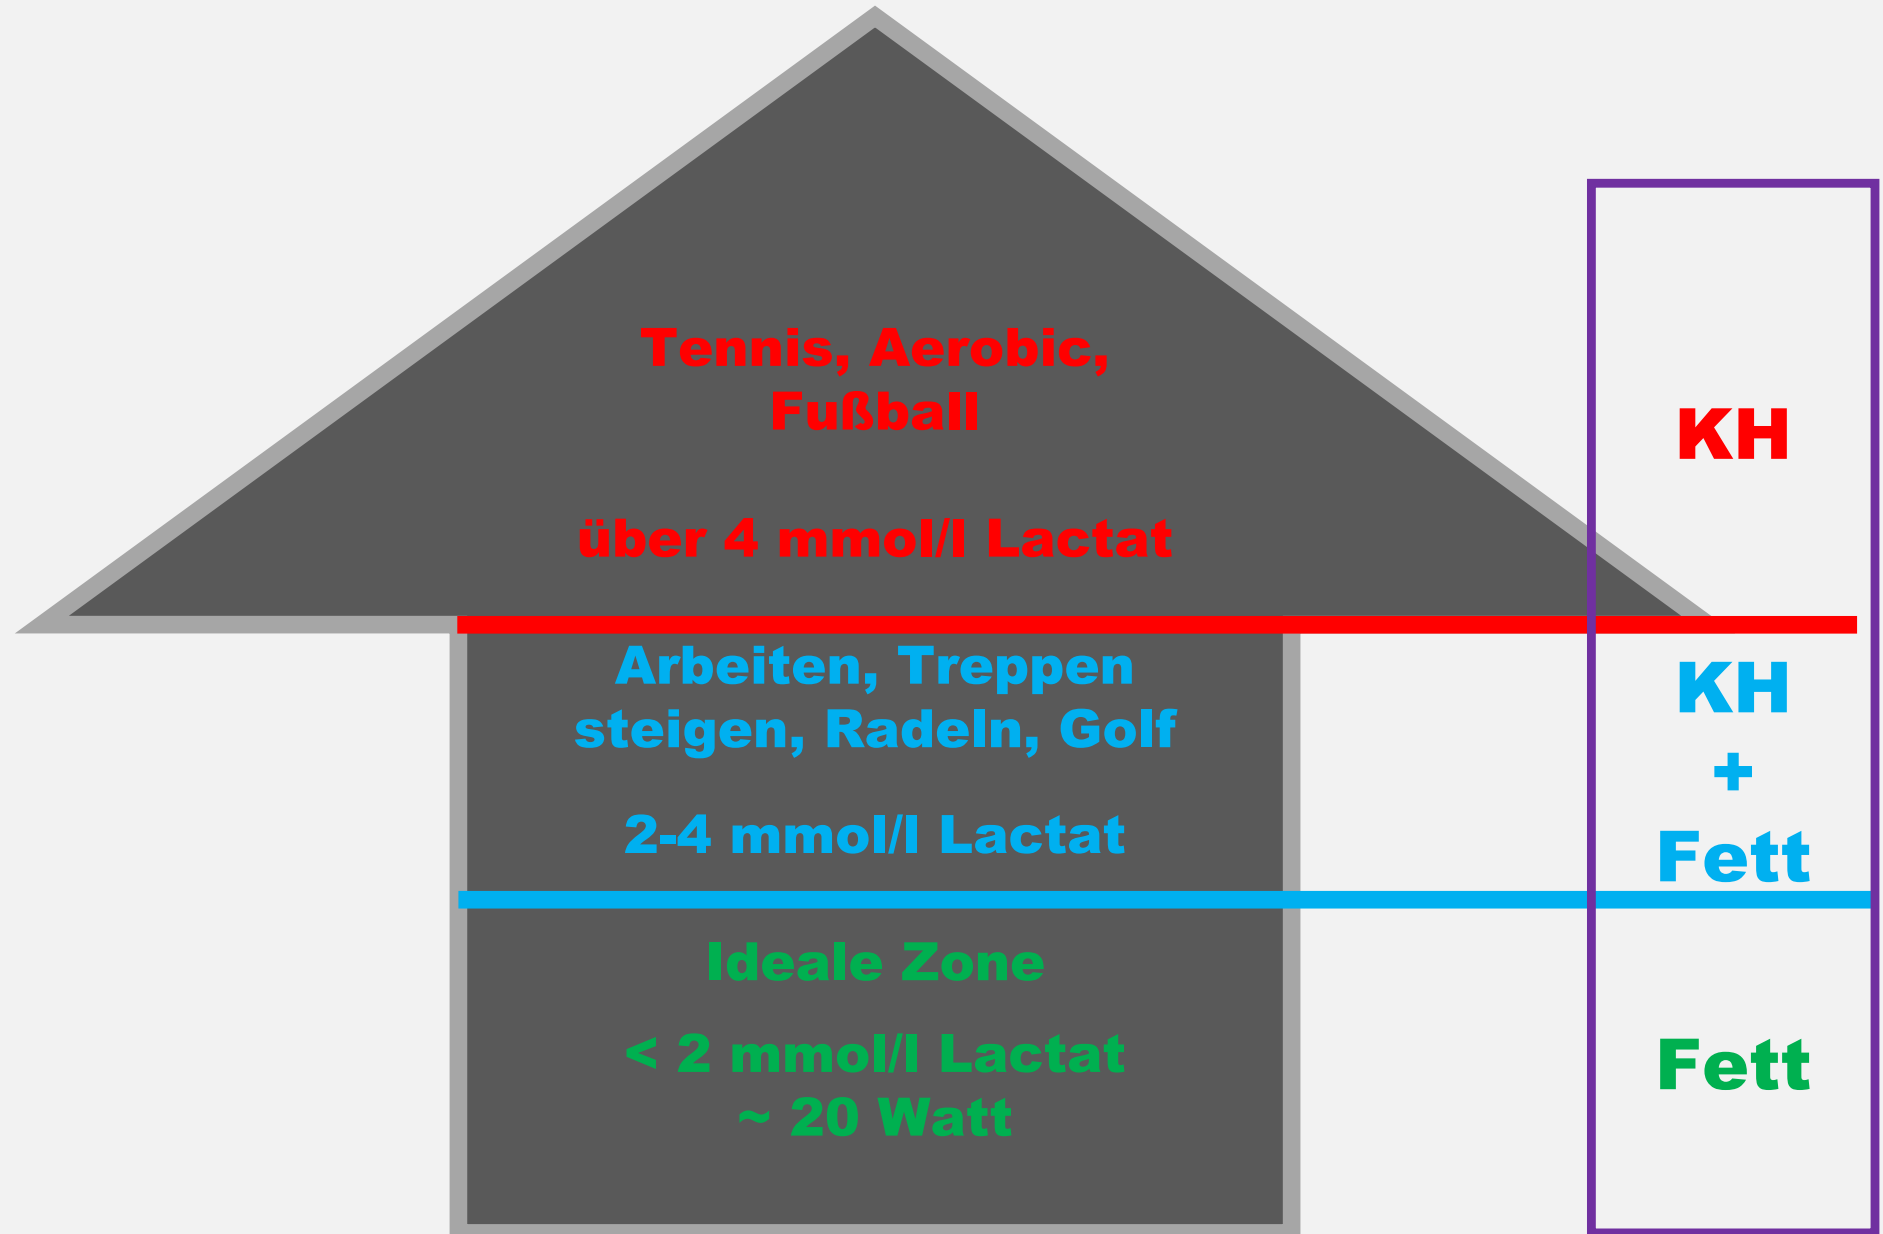 Tennis, Aerobic,
Fußball
über 4 mmol/l Lactat
KH
Arbeiten, Treppen
steigen, Radeln, Golf
2-4 mmol/l Lactat
KH
+
Fett
Ideale Zone
< 2 mmol/l Lactat
~ 20 Watt
Fett